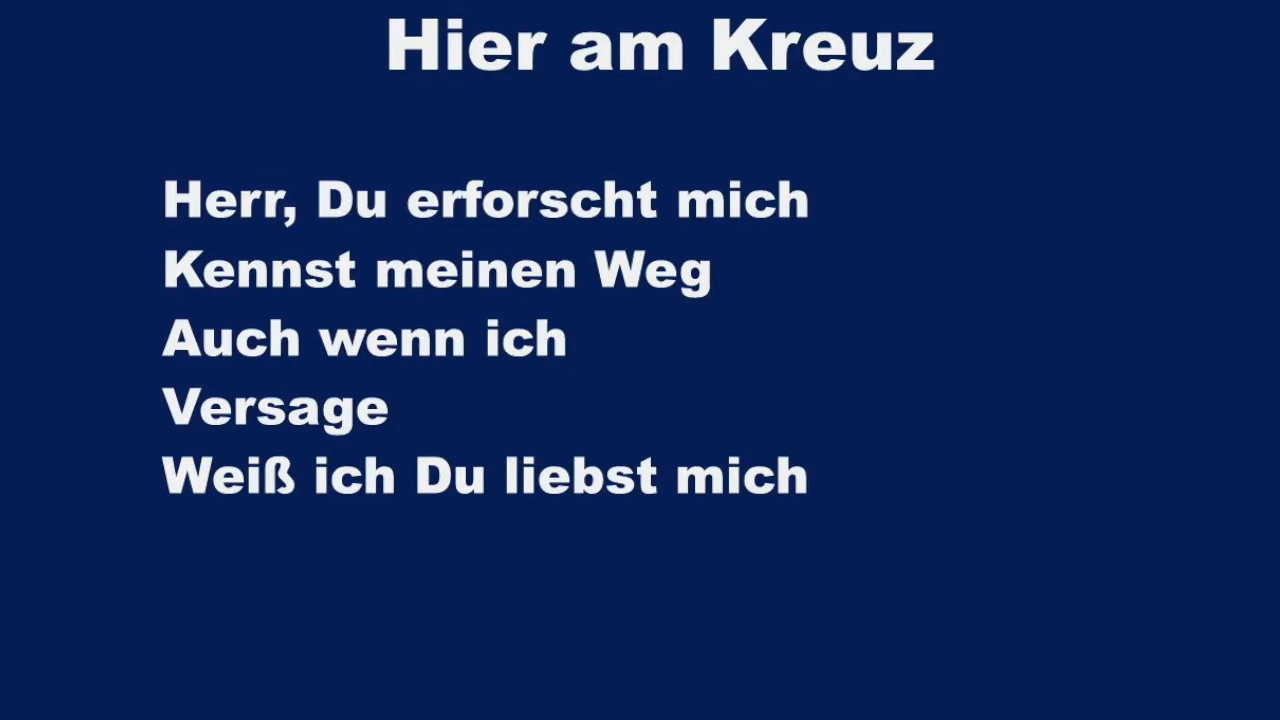 Hier am Kreuz
Herr, Du erforscht mich
Kennst meinen Weg
Auch wenn ich
Versage
Weiß ich Du liebst mich